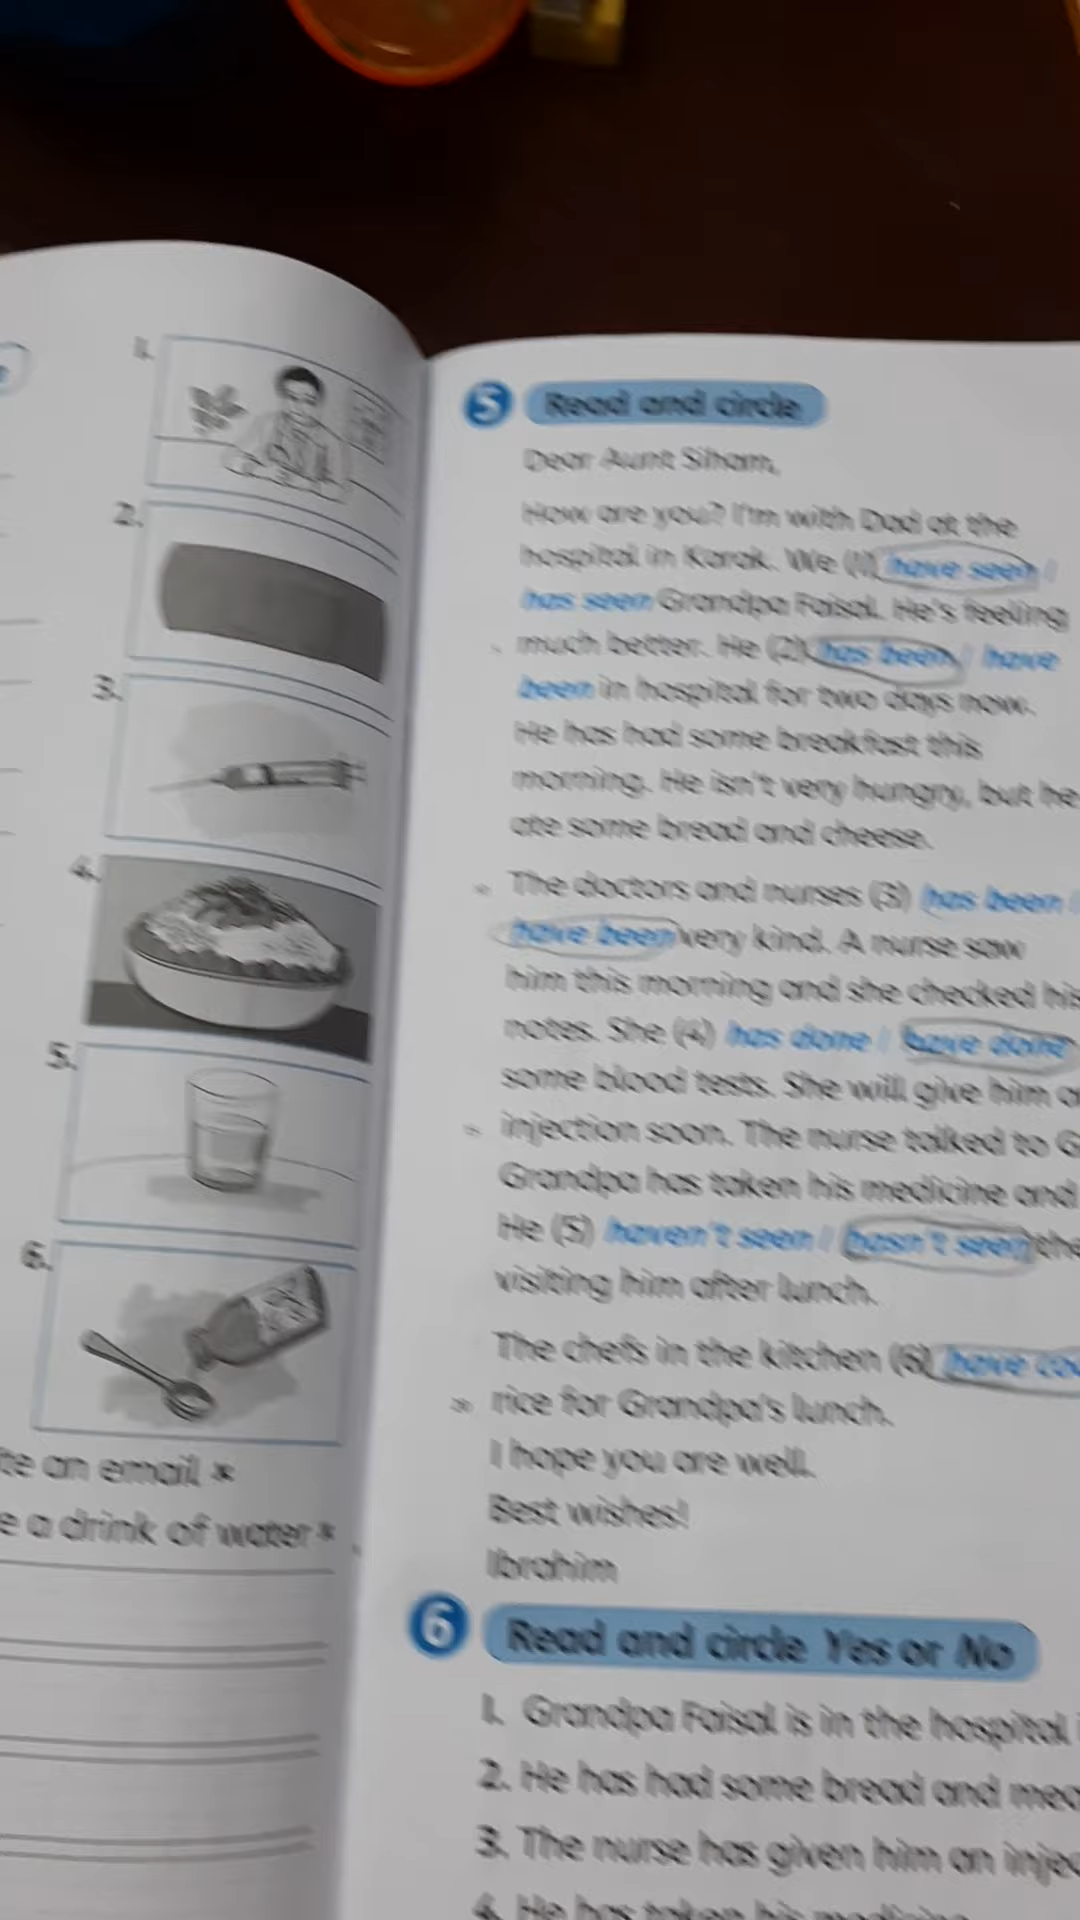 1.
2.
3.
4.
5.
6.
te an email *
e a drink of water *
5 Read and circle
Dear Aunt Siham,
How are you? I'm with Dad at the
hospital in Karak. We (1) have seen /
has seen Grandpa Faisal. He's feeling
much better. He (2) has been / have
been in hospital for two days now.
He has had some breakfast this
morning. He isn't very hungry, but he
ate some bread and cheese.
The doctors and nurses (3) has been /
have been very kind. A nurse saw
him this morning and she checked his
notes. She (4) has done / have done
some blood tests. She will give him a
injection soon. The nurse talked to G
Grandpa has taken his medicine and
He (5) haven't seen / hasn't seen the
visiting him after lunch.
The chefs in the kitchen (6) have coo
rice for Grandpa's lunch.
I hope you are well.
Best wishes!
Ibrahim
6 Read and circle Yes or No
1. Grandpa Faisal is in the hospital i
2. He has had some bread and mea
3. The nurse has given him an injec
4. He has taken his medicine.